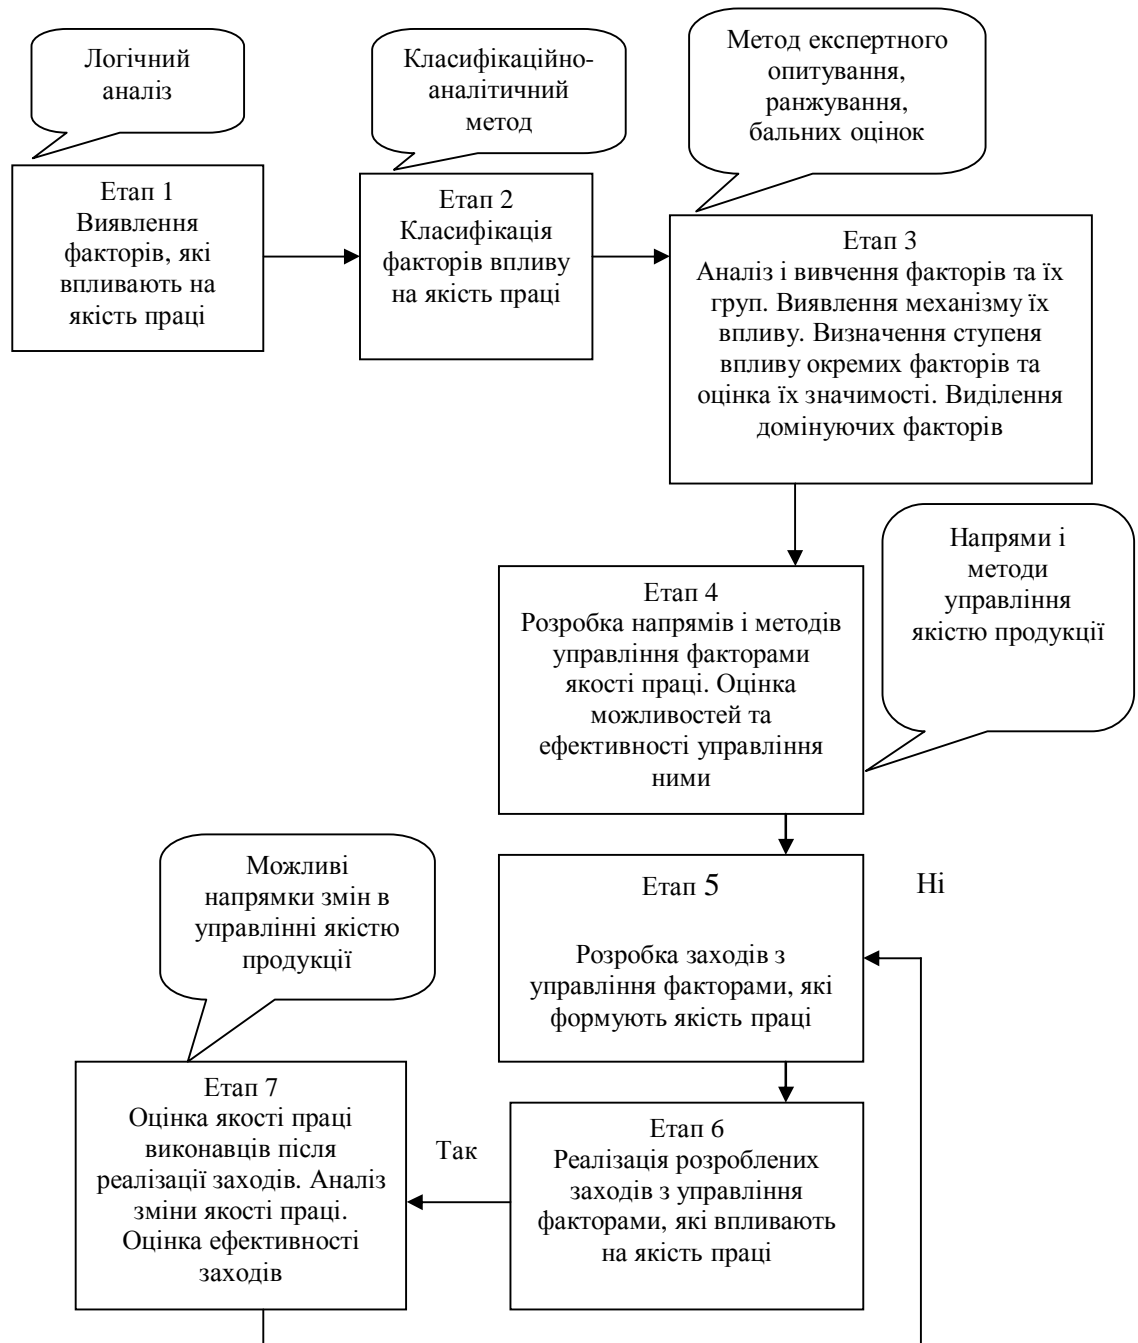 Логічний
аналіз
Класифікаційно-
аналітичний
метод
Метод експертного
опитування,
ранжування,
бальних оцінок
Етап 1
Виявлення
факторів, які
впливають на
якість праці
Етап 2
Класифікація
факторів впливу
на якість праці
Етап 3
Аналіз і вивчення факторів та їх
груп. Виявлення механізму їх
впливу. Визначення ступеня
впливу окремих факторів та
оцінка їх значимості. Виділення
домінуючих факторів
Напрями і
методи
управління
якістю продукції
Етап 4
Розробка напрямів і методів
управління факторами
якості праці. Оцінка
можливостей та
ефективності управління
ними
Етап 5
Розробка заходів з
управління факторами, які
формують якість праці
Ні
Можливі
напрямки змін в
управлінні якістю
продукції
Етап 6
Реалізація розроблених
заходів з управління
факторами, які впливають
на якість праці
Так
Етап 7
Оцінка якості праці
виконавців після
реалізації заходів. Аналіз
зміни якості праці.
Оцінка ефективності
заходів